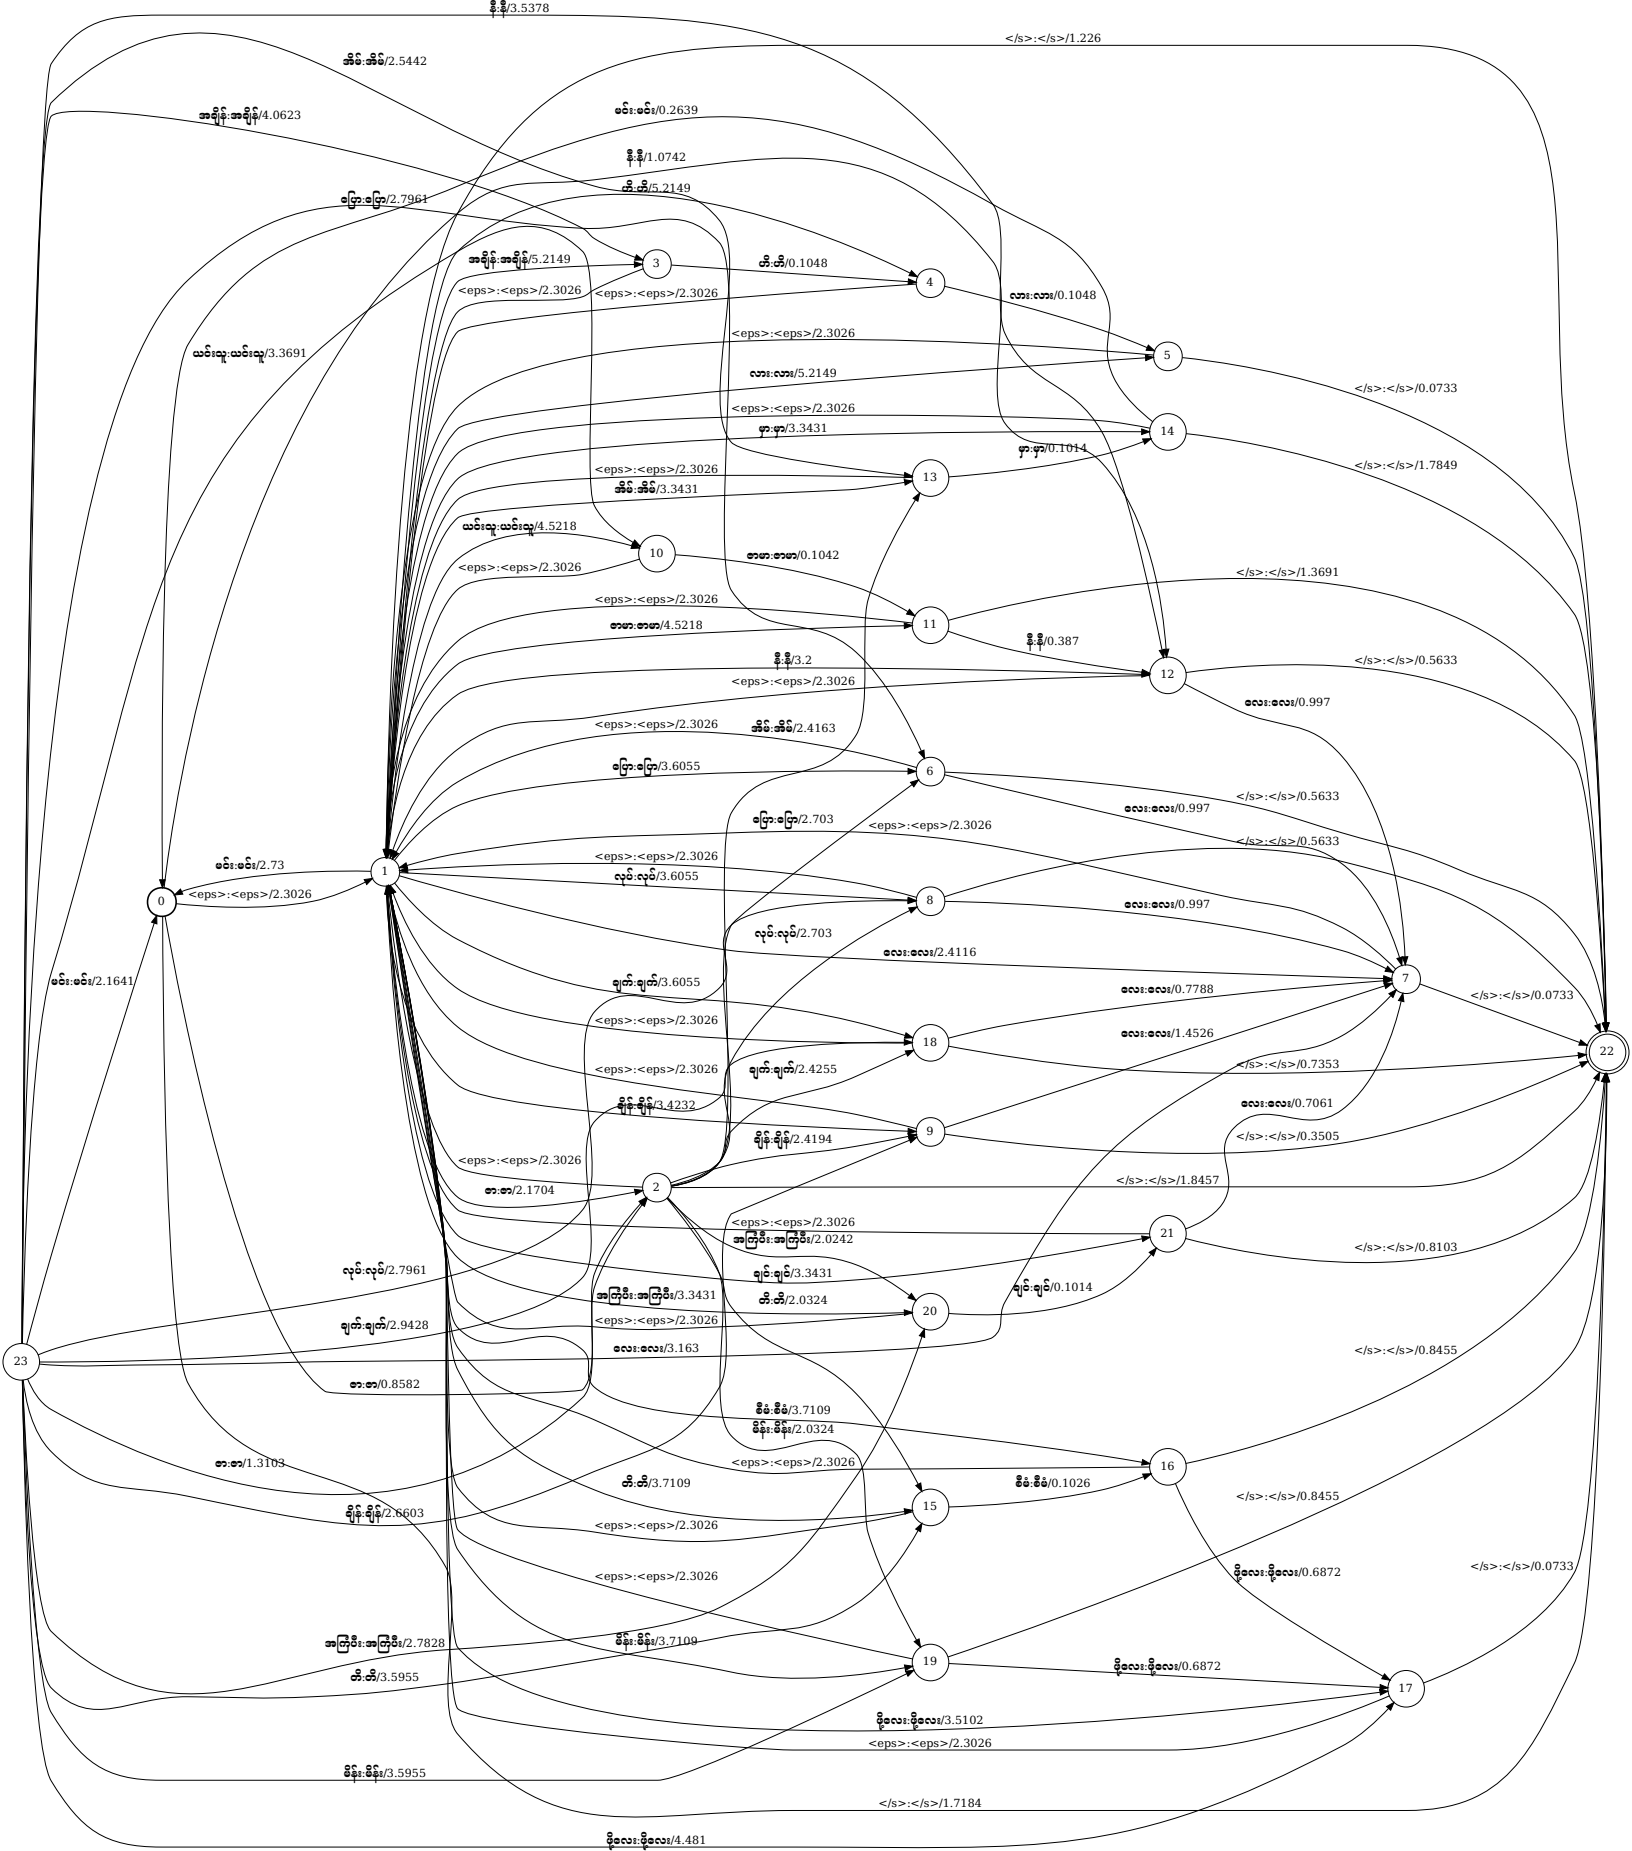 နီ:နီ/3.5378
</s>:</s>/1.226
အိမ်:အိမ်/2.5442
မင်း:မင်း/0.2639
အချိန်:အချိန်/4.0623
နီ:နီ/1.0742
ဟိ:ဟိ/5.2149
ပြော:ပြော/2.7961
အချိန်:အချိန်/5.2149
3
ဟိ:ဟိ/0.1048
4
<eps>:<eps>/2.3026
<eps>:<eps>/2.3026
လား:လား/0.1048
<eps>:<eps>/2.3026
ယင်းသူ:ယင်းသူ/3.3691
5
လား:လား/5.2149
</s>:</s>/0.0733
<eps>:<eps>/2.3026
မှာ:မှာ/3.3431
14
မှာ:မှာ/0.1014
</s>:</s>/1.7849
<eps>:<eps>/2.3026
13
အိမ်:အိမ်/3.3431
ယင်းသူ:ယင်းသူ/4.5218
10
ဇာမာ:ဇာမာ/0.1042
<eps>:<eps>/2.3026
</s>:</s>/1.3691
<eps>:<eps>/2.3026
ဇာမာ:ဇာမာ/4.5218
11
နီ:နီ/0.387
နီ:နီ/3.2
</s>:</s>/0.5633
12
<eps>:<eps>/2.3026
လေး:လေး/0.997
<eps>:<eps>/2.3026
အိမ်:အိမ်/2.4163
ပြော:ပြော/3.6055
6
</s>:</s>/0.5633
လေး:လေး/0.997
ပြော:ပြော/2.703
<eps>:<eps>/2.3026
</s>:</s>/0.5633
<eps>:<eps>/2.3026
မင်း:မင်း/2.73
1
လုပ်:လုပ်/3.6055
<eps>:<eps>/2.3026
0
8
လေး:လေး/0.997
လုပ်:လုပ်/2.703
လေး:လေး/2.4116
မင်း:မင်း/2.1641
ချက်:ချက်/3.6055
7
လေး:လေး/0.7788
</s>:</s>/0.0733
<eps>:<eps>/2.3026
လေး:လေး/1.4526
18
22
<eps>:<eps>/2.3026
ချက်:ချက်/2.4255
</s>:</s>/0.7353
ချိန်:ချိန်/3.4232
လေး:လေး/0.7061
9
ချိန်:ချိန်/2.4194
</s>:</s>/0.3505
<eps>:<eps>/2.3026
</s>:</s>/1.8457
2
ဇာ:ဇာ/2.1704
<eps>:<eps>/2.3026
21
အကြံပီး:အကြံပီး/2.0242
</s>:</s>/0.8103
လုပ်:လုပ်/2.7961
ချင်:ချင်/3.3431
ချင်:ချင်/0.1014
အကြံပီး:အကြံပီး/3.3431
တိ:တိ/2.0324
20
<eps>:<eps>/2.3026
ချက်:ချက်/2.9428
လေး:လေး/3.163
</s>:</s>/0.8455
23
ဇာ:ဇာ/0.8582
စီမံ:စီမံ/3.7109
မိန်း:မိန်း/2.0324
ဇာ:ဇာ/1.3103
<eps>:<eps>/2.3026
16
တိ:တိ/3.7109
စီမံ:စီမံ/0.1026
</s>:</s>/0.8455
15
ချိန်:ချိန်/2.6603
<eps>:<eps>/2.3026
</s>:</s>/0.0733
<eps>:<eps>/2.3026
ဖို့လေး:ဖို့လေး/0.6872
အကြံပီး:အကြံပီး/2.7828
မိန်း:မိန်း/3.7109
19
ဖို့လေး:ဖို့လေး/0.6872
တိ:တိ/3.5955
17
ဖို့လေး:ဖို့လေး/3.5102
<eps>:<eps>/2.3026
မိန်း:မိန်း/3.5955
</s>:</s>/1.7184
ဖို့လေး:ဖို့လေး/4.481